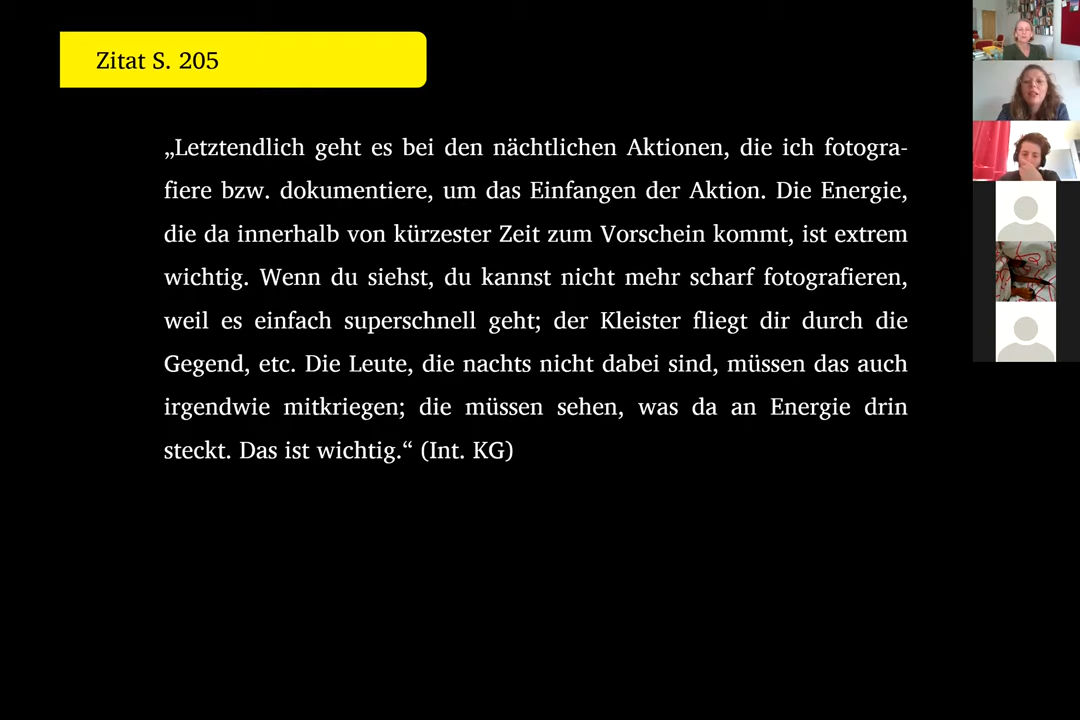 Zitat S. 205
„Letztendlich geht es bei den nächtlichen Aktionen, die ich fotogra-
fiere bzw. dokumentiere, um das Einfangen der Aktion. Die Energie,
die da innerhalb von kürzester Zeit zum Vorschein kommt, ist extrem
wichtig. Wenn du siehst, du kannst nicht mehr scharf fotografieren,
weil es einfach superschnell geht; der Kleister fliegt dir durch die
Gegend, etc. Die Leute, die nachts nicht dabei sind, müssen das auch
irgendwie mitkriegen; die müssen sehen, was da an Energie drin
steckt. Das ist wichtig.“ (Int. KG)